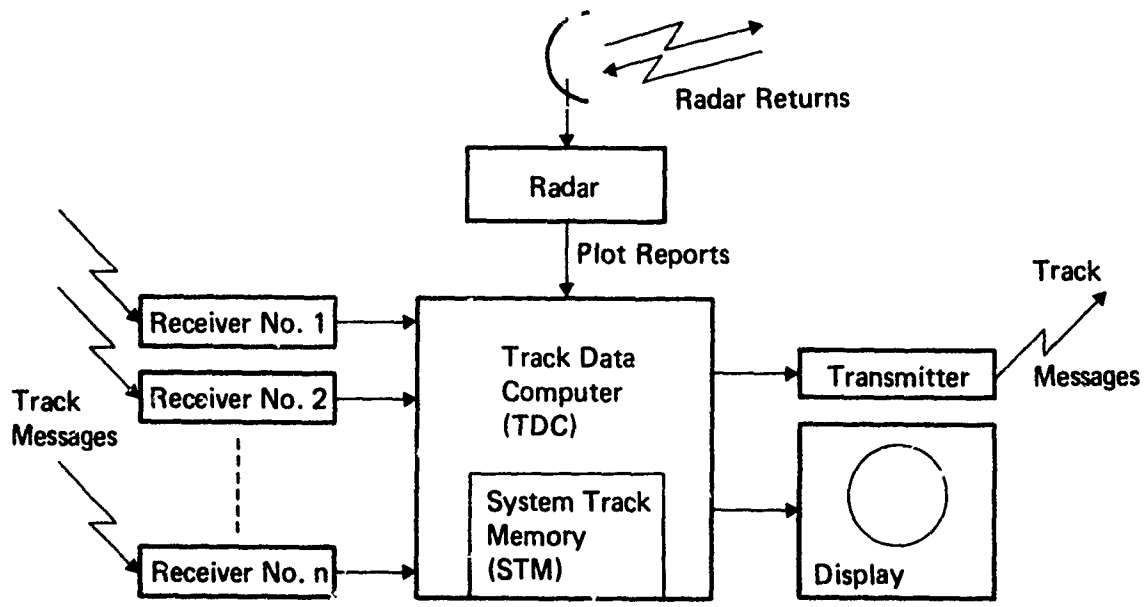 Radar Returns
Radar
Plot Reports
Track
Messages
Receiver No. 1
Receiver No. 2
Receiver No. n
Track Data
Computer
(TDC)
System Track
Memory
(STM)
Transmitter
Track
Messages
Display